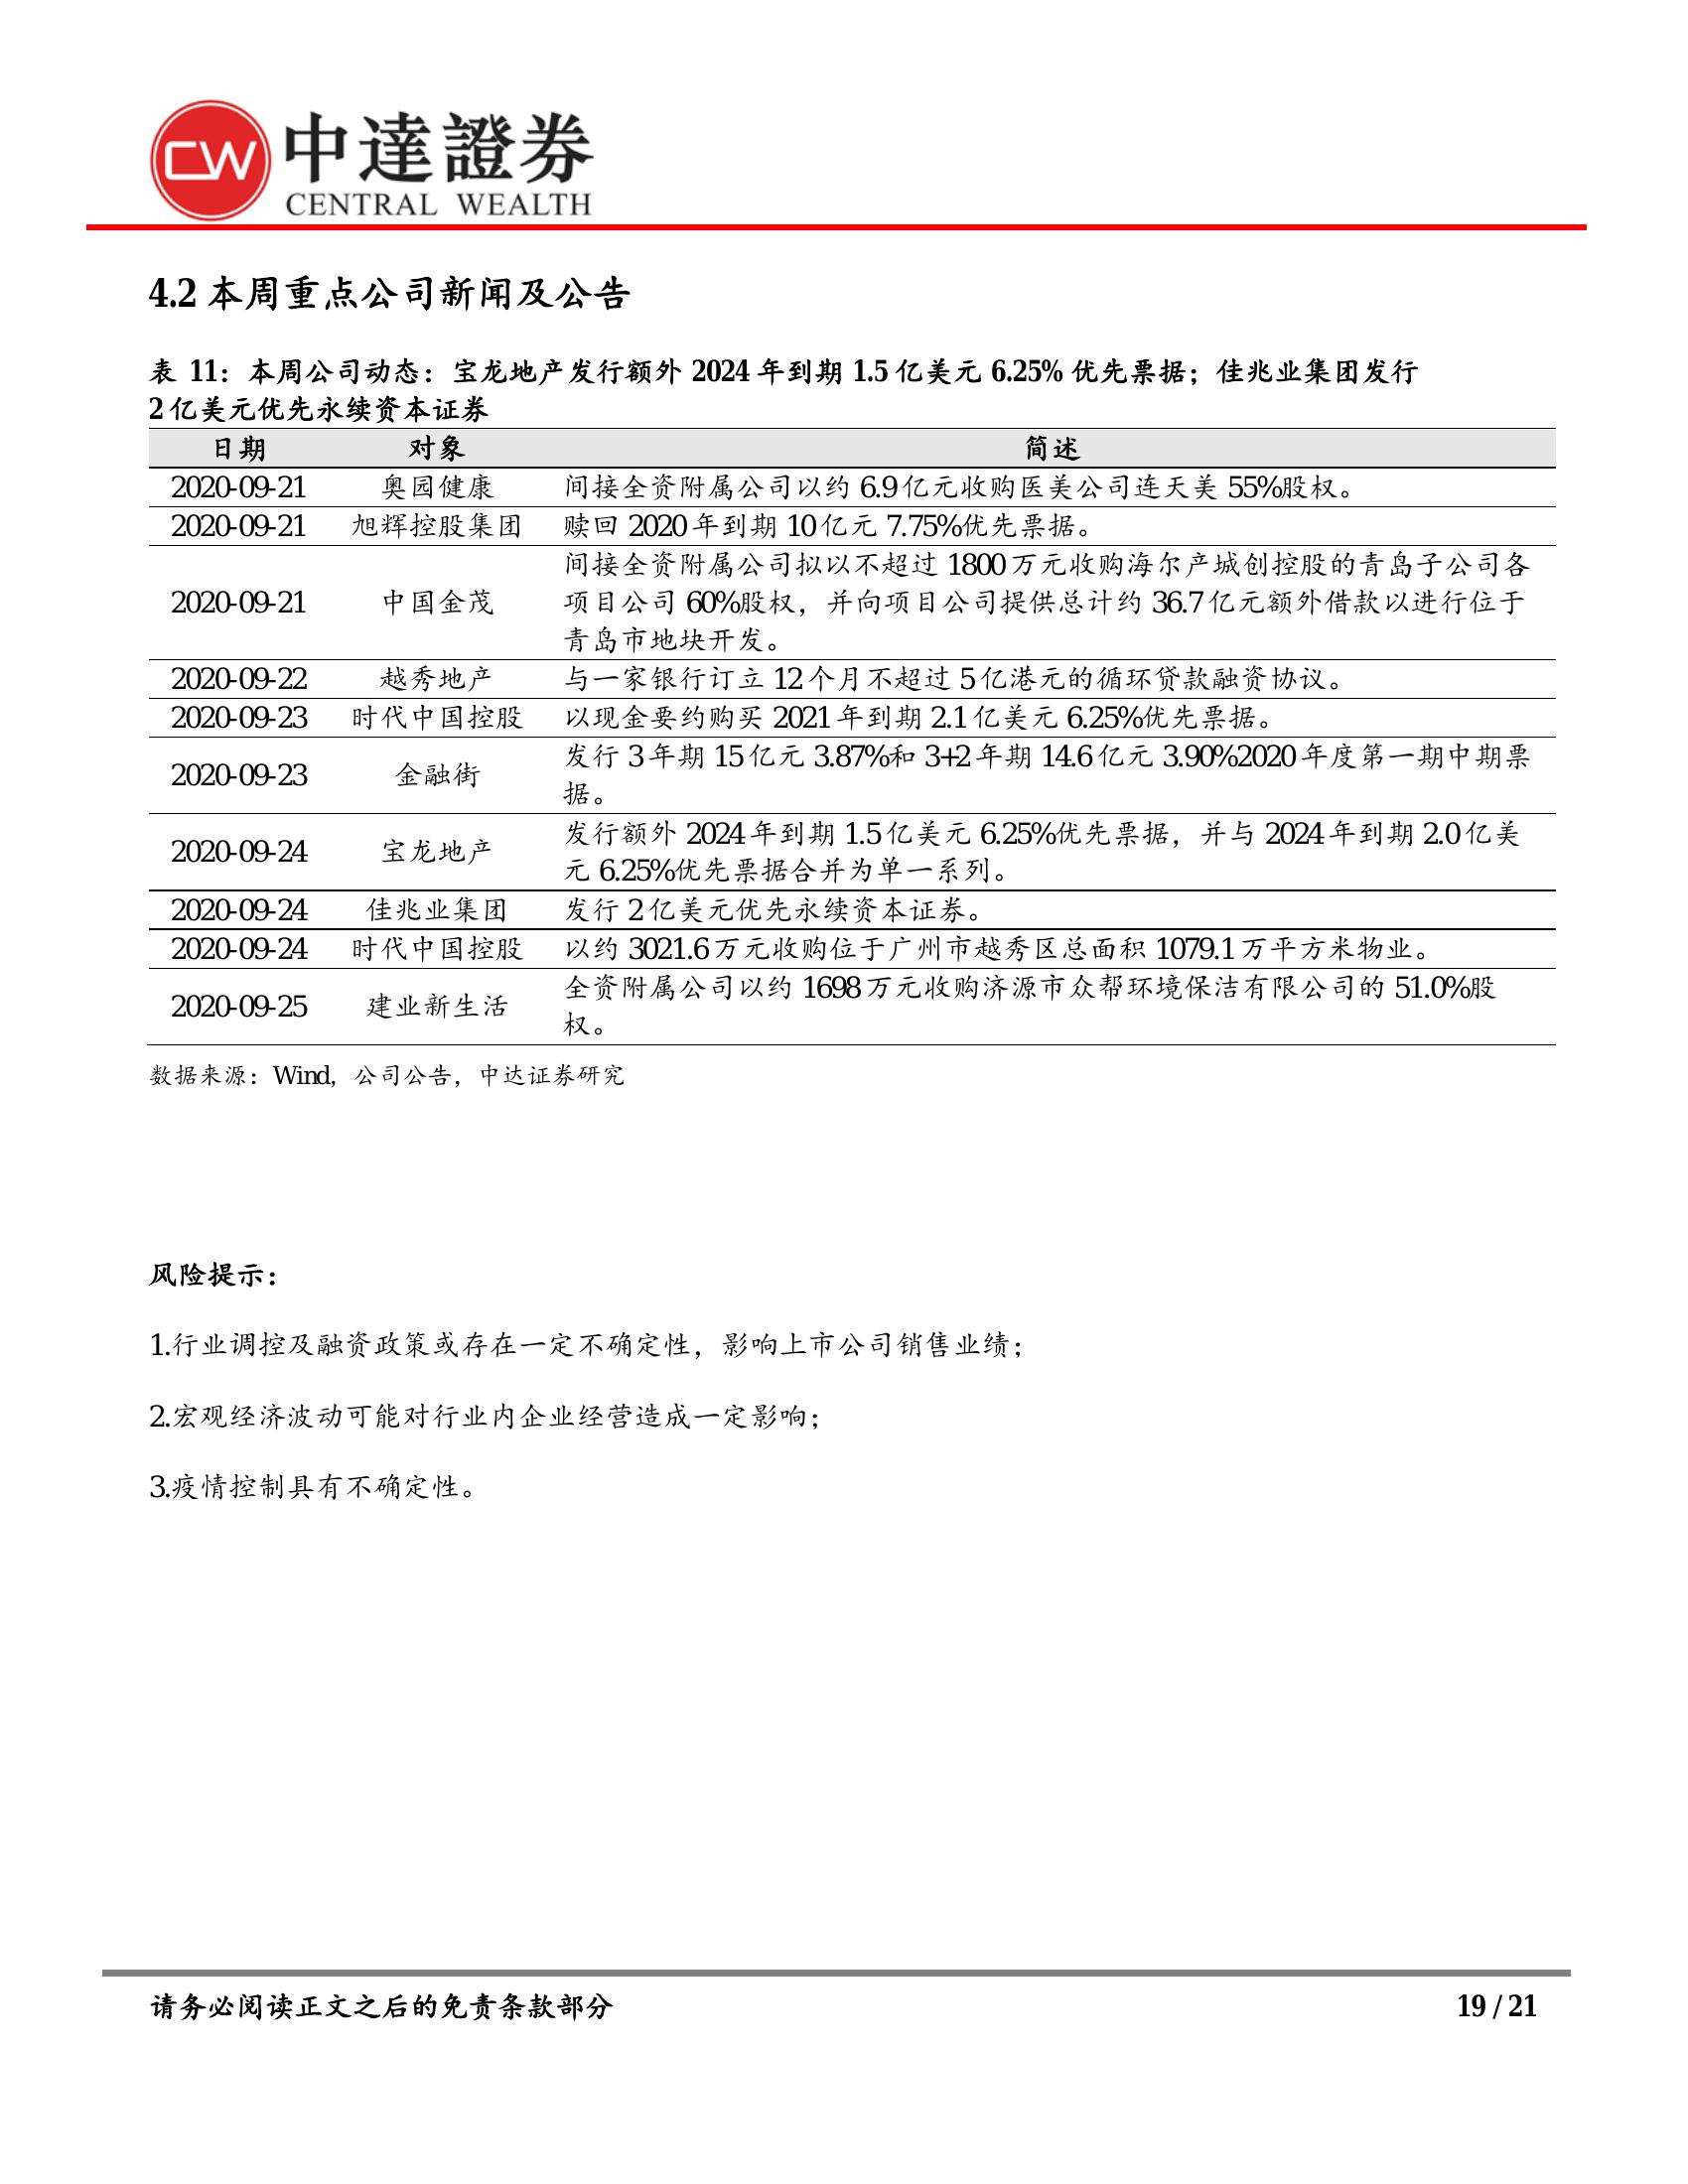 CW 中達證券
CENTRAL WEALTH
4.2 本周重点公司新闻及公告
表 11：本周公司动态：宝龙地产发行额外 2024 年到期 1.5 亿美元 6.25% 优先票据；佳兆业集团发行
2 亿美元优先永续资本证券
日期 对象 简述
2020-09-21 奥园健康 间接全资附属公司以约 6.9 亿元收购医美公司连天美 55%股权。
2020-09-21 旭辉控股集团 赎回 2020 年到期 10 亿元 7.75%优先票据。
2020-09-21 中国金茂 间接全资附属公司拟以不超过 1800 万元收购海尔产城创控股的青岛子公司各
项目公司 60%股权，并向项目公司提供总计约 36.7 亿元额外借款以进行位于
青岛市地块开发。
2020-09-22 越秀地产 与一家银行订立 12 个月不超过 5 亿港元的循环贷款融资协议。
2020-09-23 时代中国控股 以现金要约购买 2021 年到期 2.1 亿美元 6.25%优先票据。
2020-09-23 金融街 发行 3 年期 15 亿元 3.87%和 3+2 年期 14.6 亿元 3.90%2020 年度第一期中期票
据。
2020-09-24 宝龙地产 发行额外 2024 年到期 1.5 亿美元 6.25%优先票据，并与 2024 年到期 2.0 亿美
元 6.25%优先票据合并为单一系列。
2020-09-24 佳兆业集团 发行 2 亿美元优先永续资本证券。
2020-09-24 时代中国控股 以约 3021.6 万元收购位于广州市越秀区总面积 1079.1 万平方米物业。
2020-09-25 建业新生活 全资附属公司以约 1698 万元收购济源市众帮环境保洁有限公司的 51.0%股
权。
数据来源：Wind，公司公告，中达证券研究
风险提示：
1.行业调控及融资政策或存在一定不确定性，影响上市公司销售业绩；
2.宏观经济波动可能对行业内企业经营造成一定影响；
3.疫情控制具有不确定性。
请务必阅读正文之后的免责条款部分 19 / 21